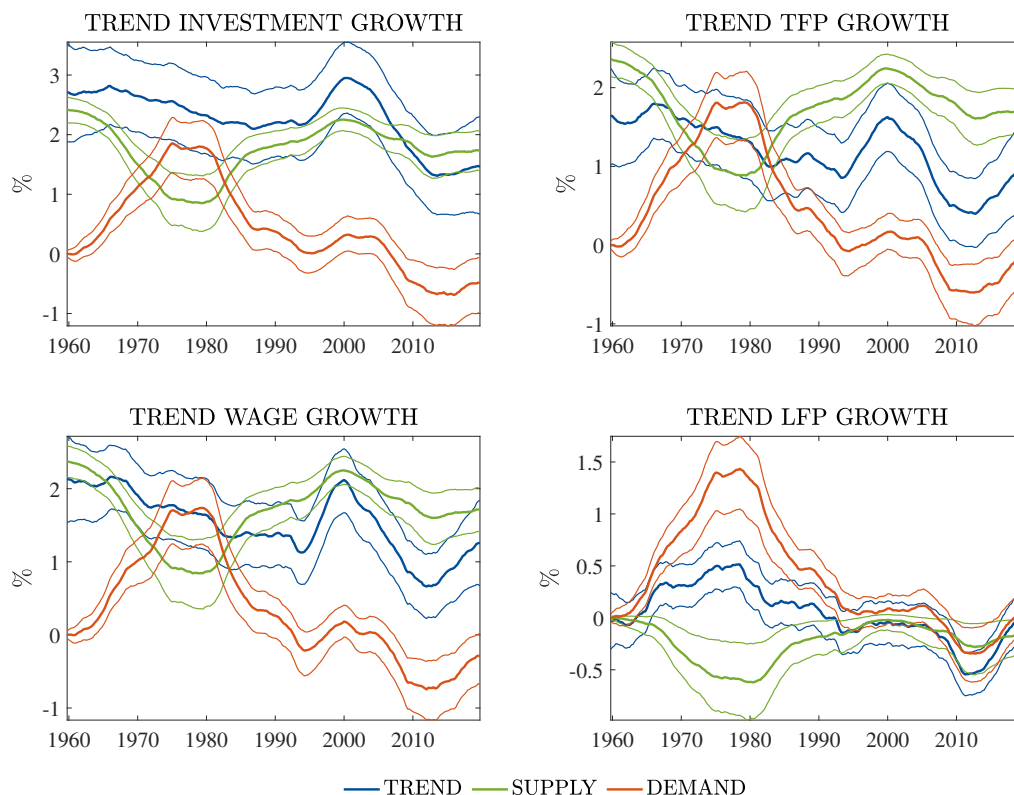 TREND INVESTMENT GROWTH
%
3
2
1
0
-1
1960 1970 1980 1990 2000 2010
TREND TFP GROWTH
%
2
1
0
-1
1960 1970 1980 1990 2000 2010
TREND WAGE GROWTH
%
2
1
0
-1
1960 1970 1980 1990 2000 2010
TREND LFP GROWTH
%
1.5
1
0.5
0
-0.5
1960 1970 1980 1990 2000 2010
TREND SUPPLY DEMAND